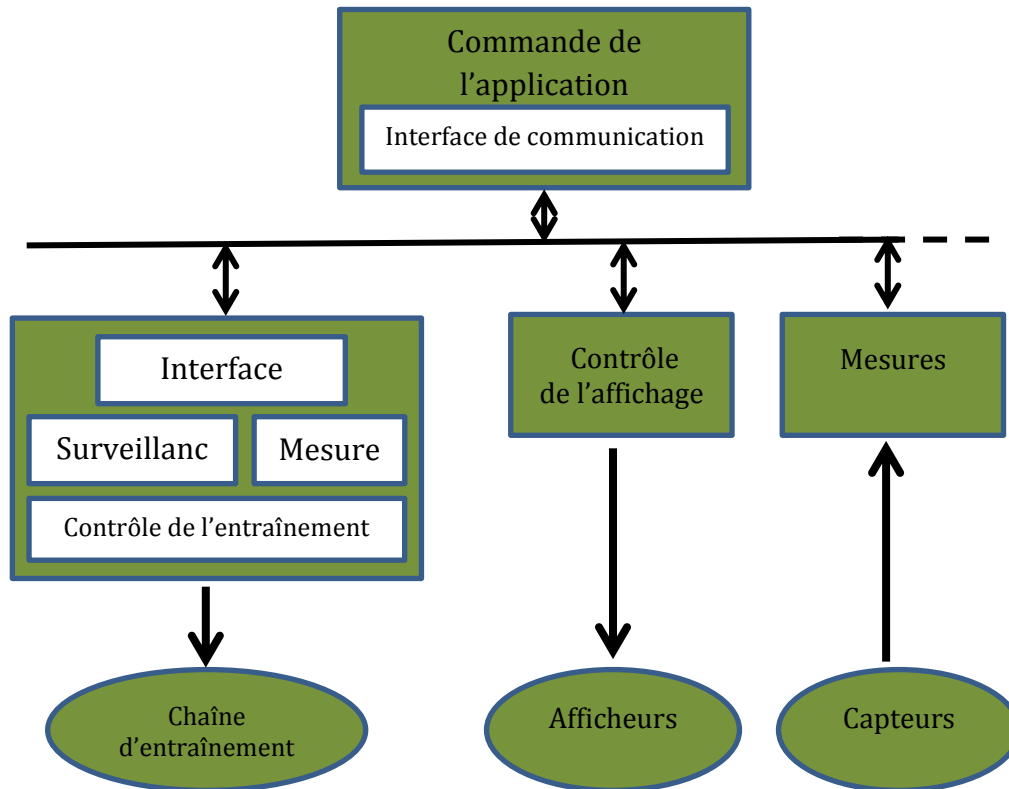 Commande de
l'application
Interface de communication
Interface
Surveillanc
Mesure
Contrôle de l'entraînement
Contrôle
de l'affichage
Mesures
Chaîne
d'entraînement
Afficheurs
Capteurs